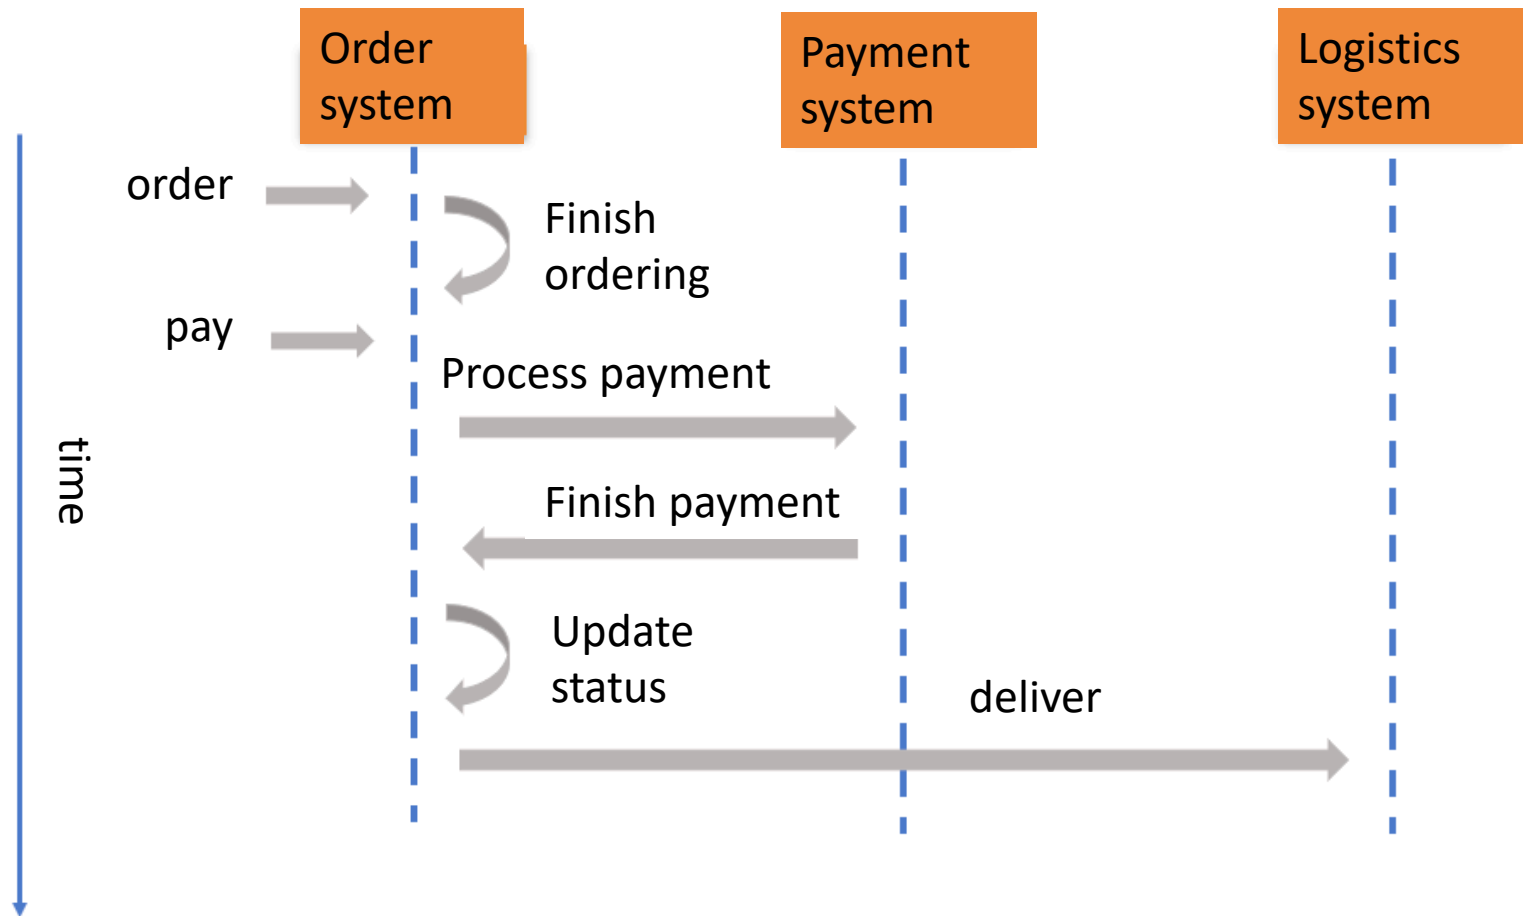 Order
system
Payment
system
Logistics
system
order
Finish
ordering
pay
Process payment
time
Finish payment
Update
status
deliver